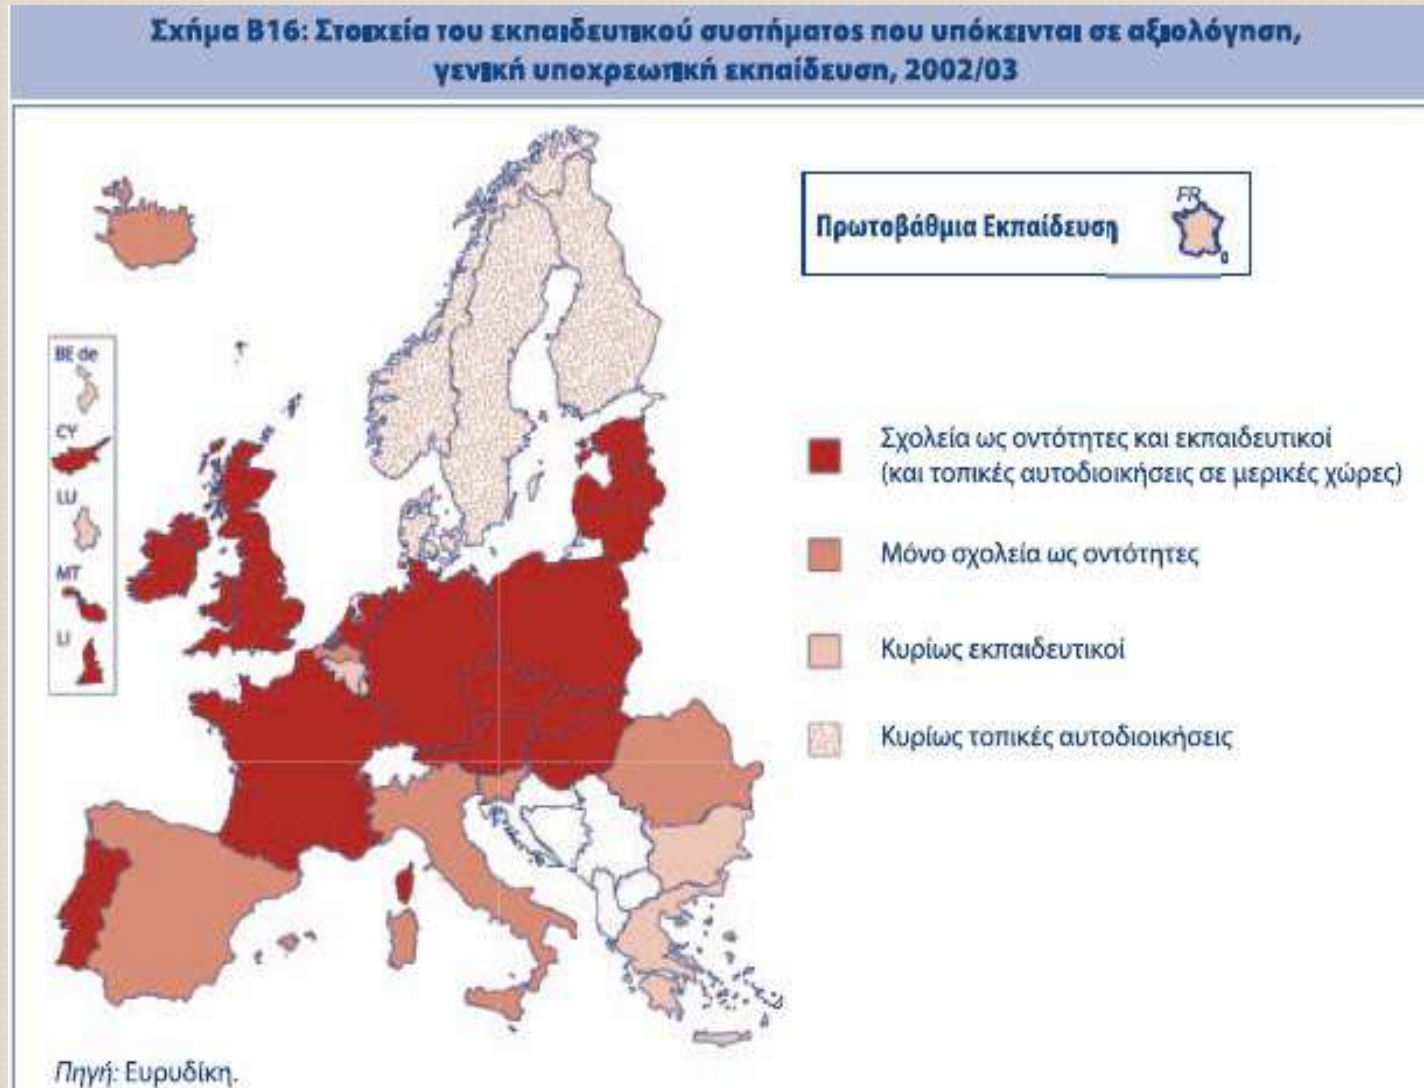 Σχήμα Β16: Στοιχεία του εκπαιδευτικού συστήματος που υπόκεινται σε αξιολόγηση,
γενική υποχρεωτική εκπαίδευση, 2002/03
Πρωτοβάθμια Εκπαίδευση
FR
BE de
CY
LU
MT
LI
Σχολεία ως οντότητες και εκπαιδευτικοί
(και τοπικές αυτοδιοικήσεις σε μερικές χώρες)
Μόνο σχολεία ως οντότητες
Κυρίως εκπαιδευτικοί
Κυρίως τοπικές αυτοδιοικήσεις
Πηγή: Ευρυδίκη.